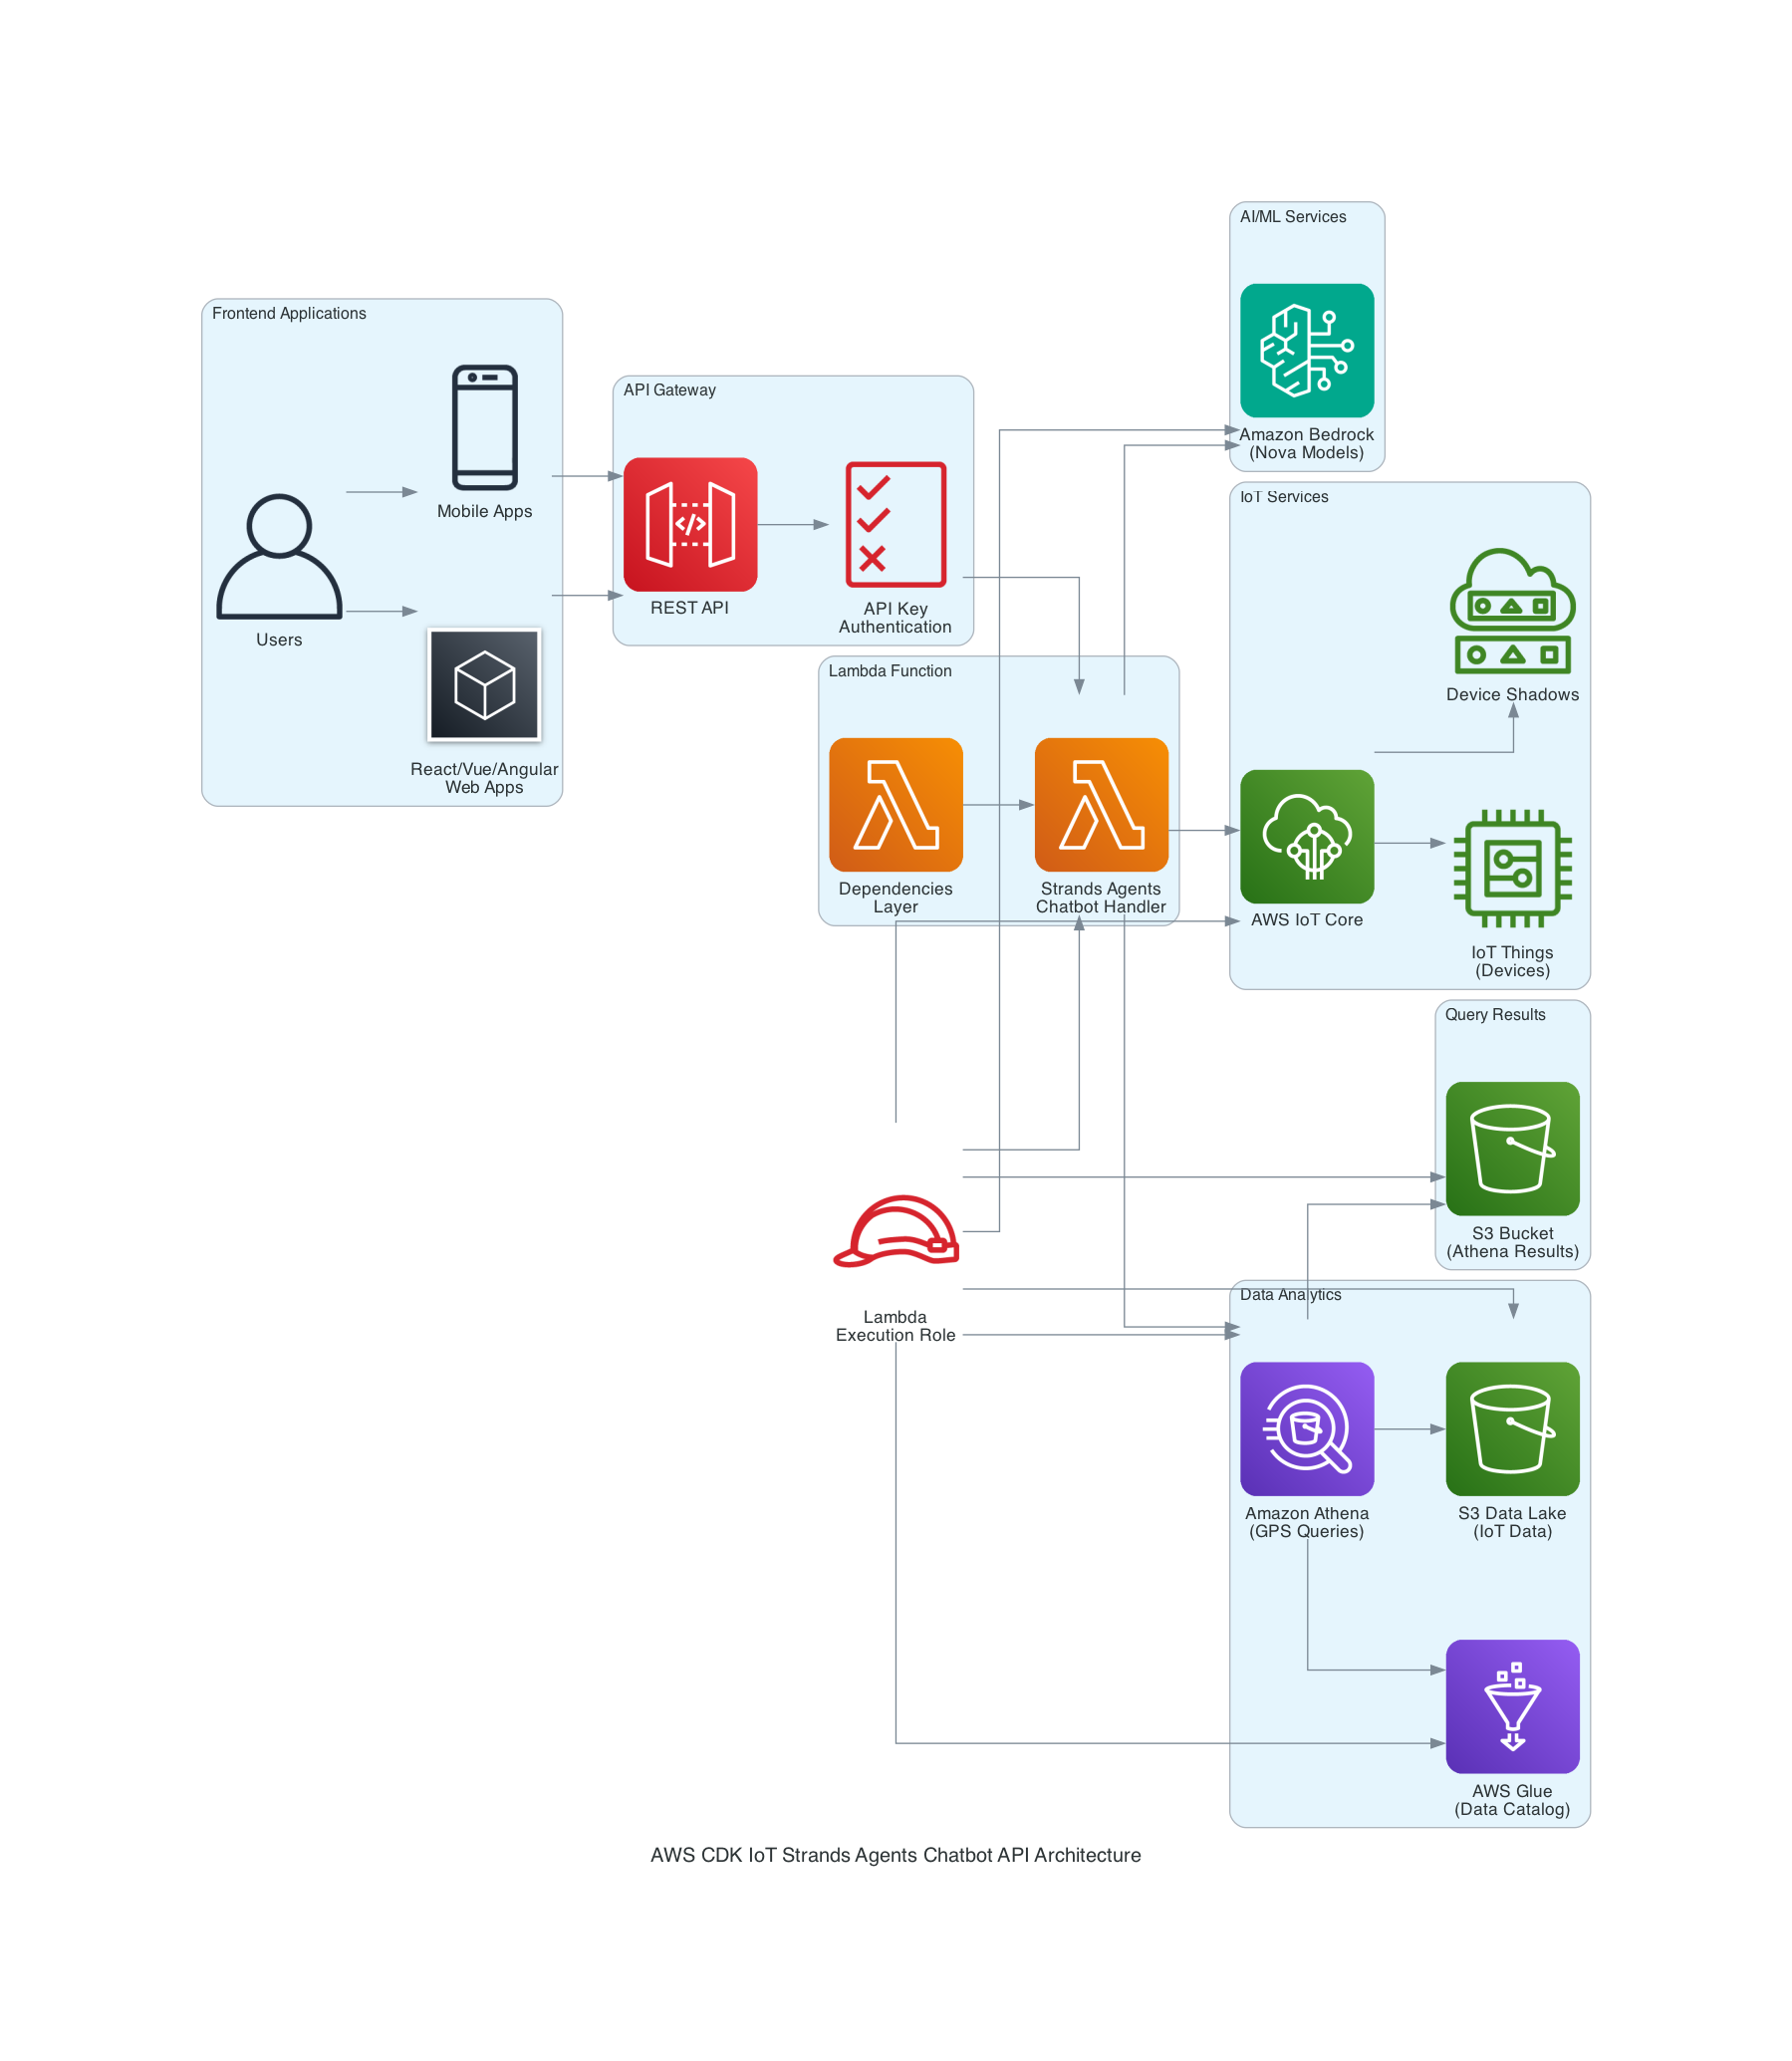 AI/ML Services
Amazon Bedrock
(Nova Models)
Frontend Applications
Mobile Apps
Users
React/Vue/Angular
Web Apps
API Gateway
REST API
</>
API Key
Authentication
Lambda Function
Dependencies
Layer
Strands Agents
Chatbot Handler
IoT Services
Device Shadows
AWS IoT Core
IoT Things
(Devices)
Query Results
S3 Bucket
(Athena Results)
Lambda
Execution Role
Data Analytics
Amazon Athena
(GPS Queries)
S3 Data Lake
(IoT Data)
AWS Glue
(Data Catalog)
AWS CDK IoT Strands Agents Chatbot API Architecture